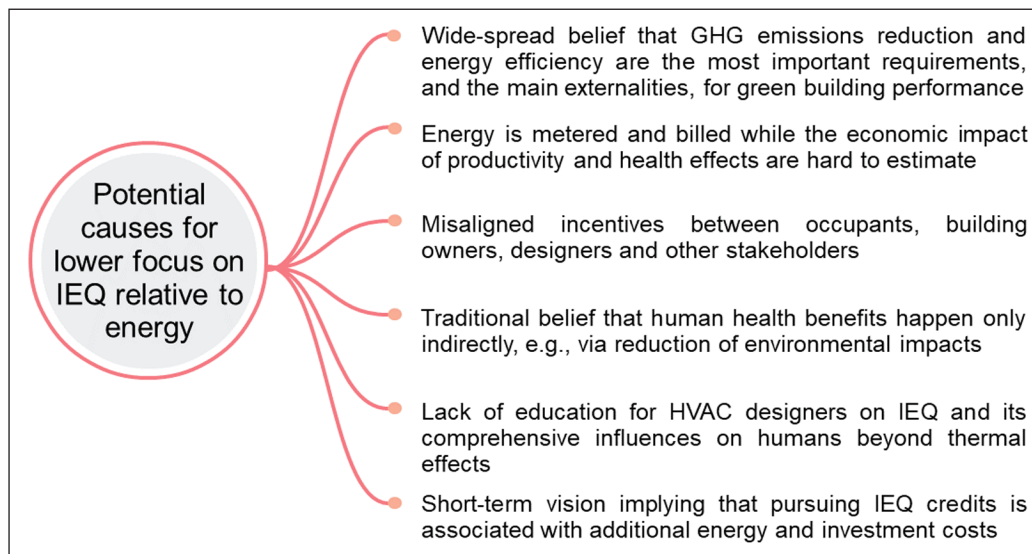 Potential
causes for
lower focus on
IEQ relative to
energy
Wide-spread belief that GHG emissions reduction and
energy efficiency are the most important requirements,
and the main externalities, for green building performance
Energy is metered and billed while the economic impact
of productivity and health effects are hard to estimate
Misaligned incentives between occupants, building
owners, designers and other stakeholders
Traditional belief that human health benefits happen only
indirectly, e.g., via reduction of environmental impacts
Lack of education for HVAC designers on IEQ and its
comprehensive influences on humans beyond thermal
effects
Short-term vision implying that pursuing IEQ credits is
associated with additional energy and investment costs